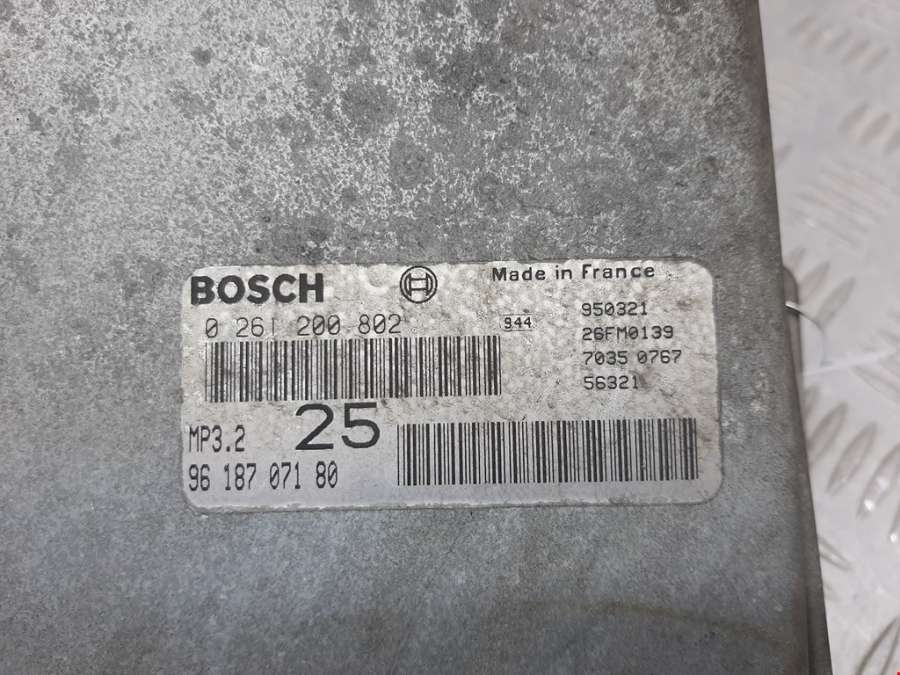 BOSCH
Made in France
0 261 200 802
944
950321
26FM0139
7035 0767
56321
25
MP3.2
96 187 071 80